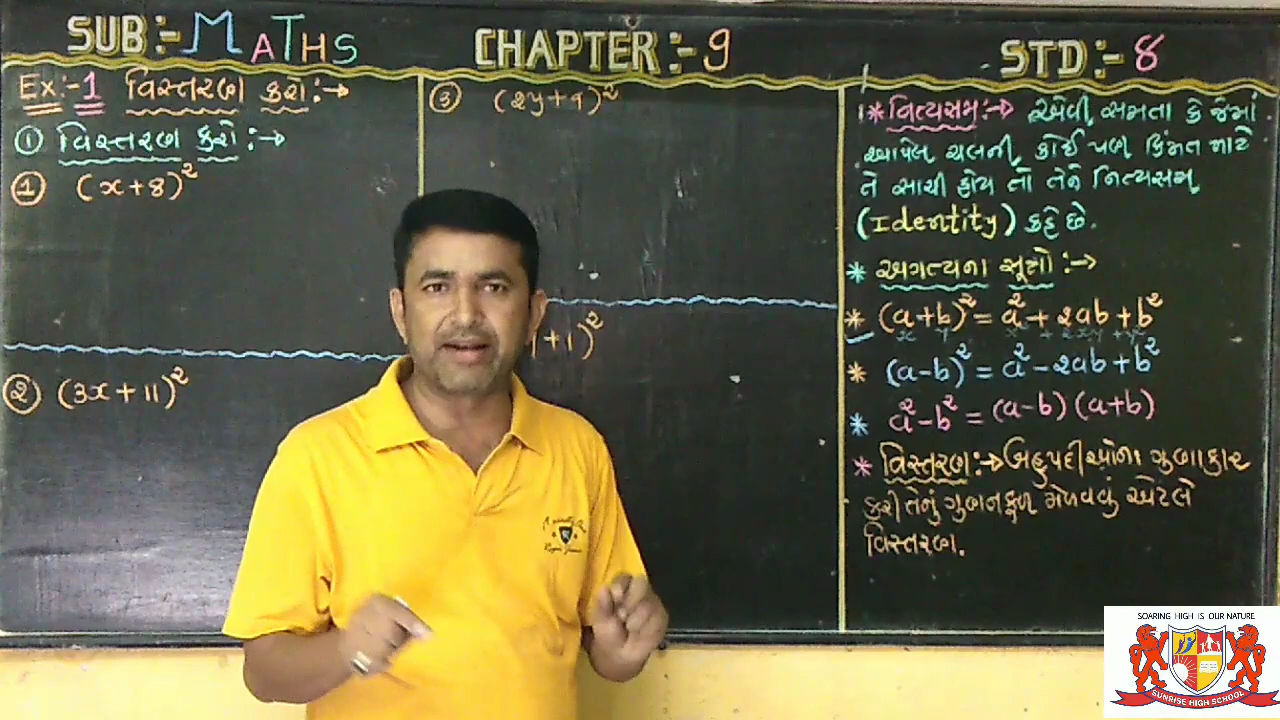 SUB:- MATHS
CHAPTER:- 9
STD:- 8
Ex:-1 વિસ્તરણ કરો:→
① વિસ્તરણ કરો:→
① (x+8)²
② (3x+11)²
③ (2y+9)²
+1)²
* નિત્યસમ:→ એવી સમતા કે જેમાં
આપેલ ચલની કોઈ પણ કિંમત માટે
તે સાચી હોય તો તેને નિત્યસમ
(Identity) કહે છે.
* અગત્યના સૂત્રો:→
* (a+b)² = a² + 2ab + b²
* (a-b)² = a² - 2ab + b²
* a² - b² = (a-b) (a+b)
* વિસ્તરણ:→ બહુપદીઓના ગુણાકાર
કરી તેનું ગુણનફળ મેળવવું એટલે
વિસ્તરણ.
SOARING HIGH IS OUR NATURE
SUNRISE HIGH SCHOOL